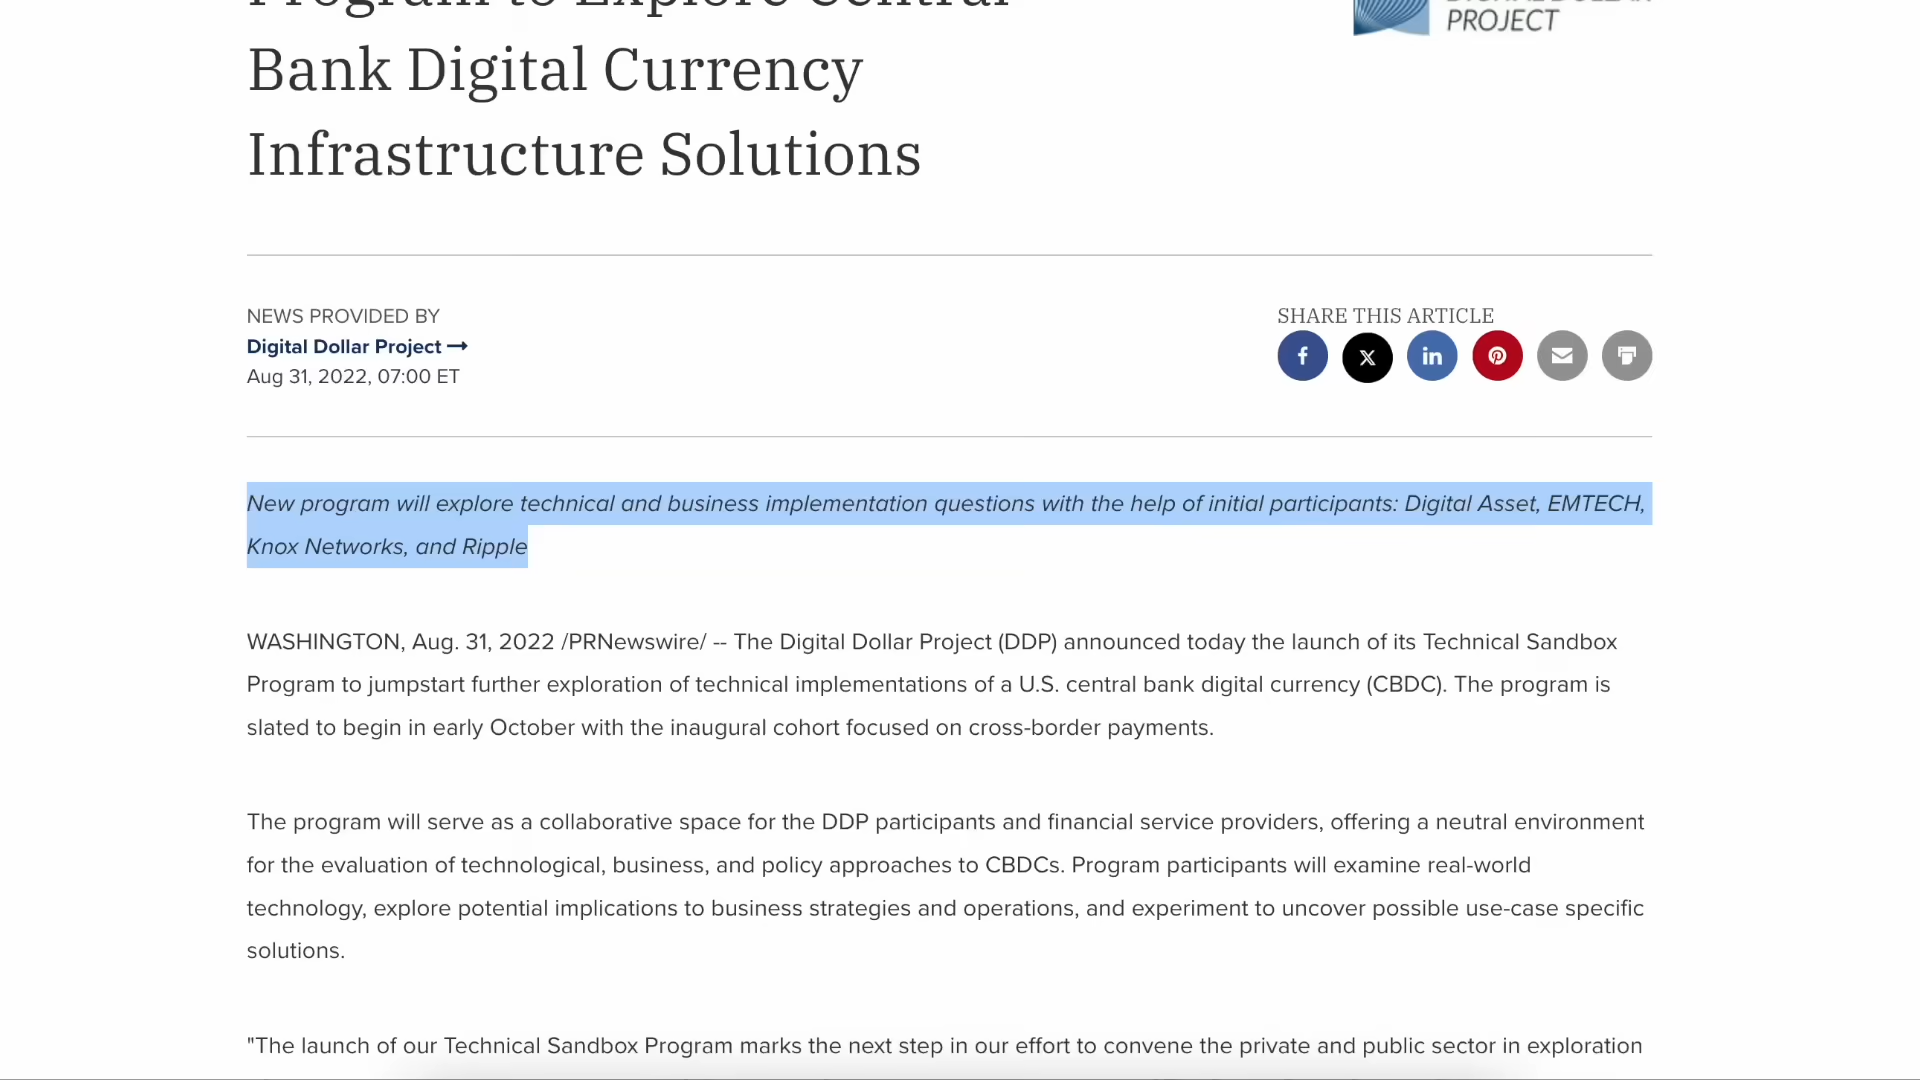 Program to Explore Central
Bank Digital Currency
Infrastructure Solutions
DIGITAL DOLLAR
PROJECT
NEWS PROVIDED BY
Digital Dollar Project →
Aug 31, 2022, 07:00 ET
SHARE THIS ARTICLE
New program will explore technical and business implementation questions with the help of initial participants: Digital Asset, EMTECH,
Knox Networks, and Ripple
WASHINGTON, Aug. 31, 2022 /PRNewswire/ -- The Digital Dollar Project (DDP) announced today the launch of its Technical Sandbox
Program to jumpstart further exploration of technical implementations of a U.S. central bank digital currency (CBDC). The program is
slated to begin in early October with the inaugural cohort focused on cross-border payments.
The program will serve as a collaborative space for the DDP participants and financial service providers, offering a neutral environment
for the evaluation of technological, business, and policy approaches to CBDCs. Program participants will examine real-world
technology, explore potential implications to business strategies and operations, and experiment to uncover possible use-case specific
solutions.
"The launch of our Technical Sandbox Program marks the next step in our effort to convene the private and public sector in exploration